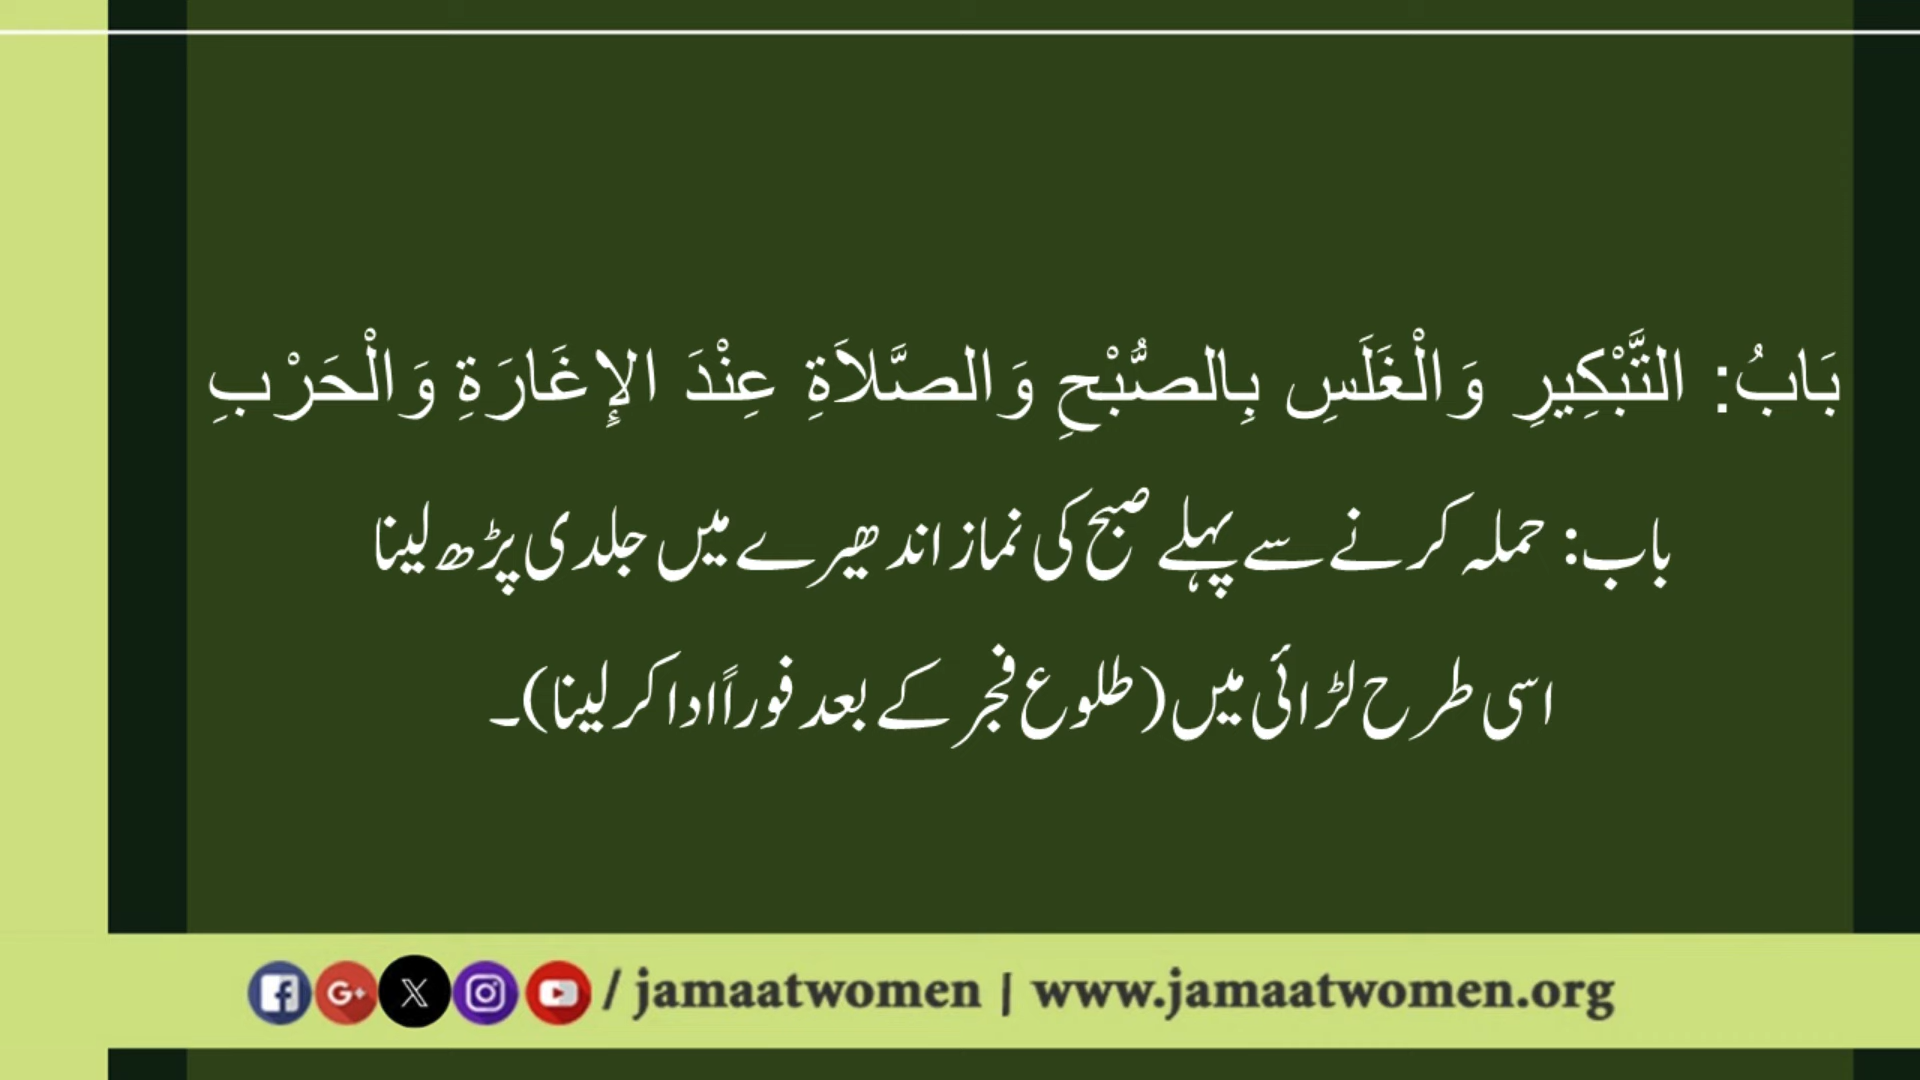 بَابُ: التَّبْكِيرِ وَالْغَلَسِ بِالصُّبْحِ وَالصَّلاَةِ عِنْدَ الإِغَارَةِ وَالْحَرْبِ
باب: حملہ کرنے سے پہلے صبح کی نماز اندھیرے میں جلدی پڑھ لینا
اسی طرح لڑائی میں (طلوع فجر کے بعد فوراً ادا کر لینا)۔
/ jamaatwomen | www.jamaatwomen.org